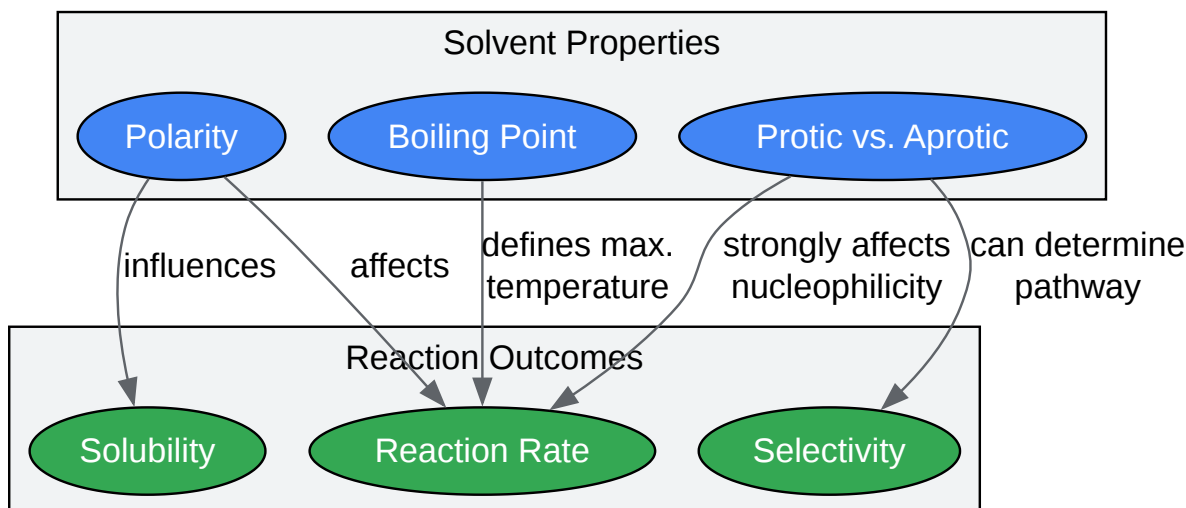 Solvent Properties
Polarity
Boiling Point
Protic vs. Aprotic
influences
affects
defines max.
temperature
strongly affects
nucleophilicity
can determine
pathway
Reaction Outcomes
Solubility
Reaction Rate
Selectivity